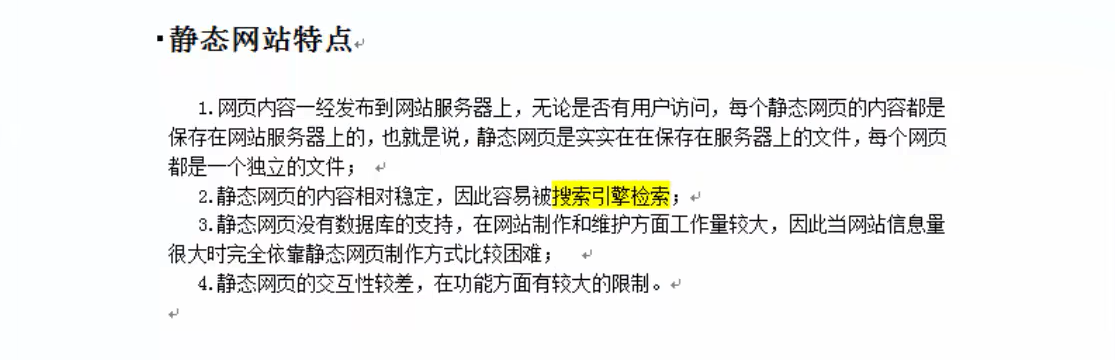 静态网站特点
1.网页内容一经发布到网站服务器上，无论是否有用户访问，每个静态网页的内容都是
保存在网站服务器上的，也就是说，静态网页是实实在在保存在服务器上的文件，每个网页
都是一个独立的文件；
2.静态网页的内容相对稳定，因此容易被搜索引擎检索；
3.静态网页没有数据库的支持，在网站制作和维护方面工作量较大，因此当网站信息量
很大时完全依靠静态网页制作方式比较困难；
4.静态网页的交互性较差，在功能方面有较大的限制。